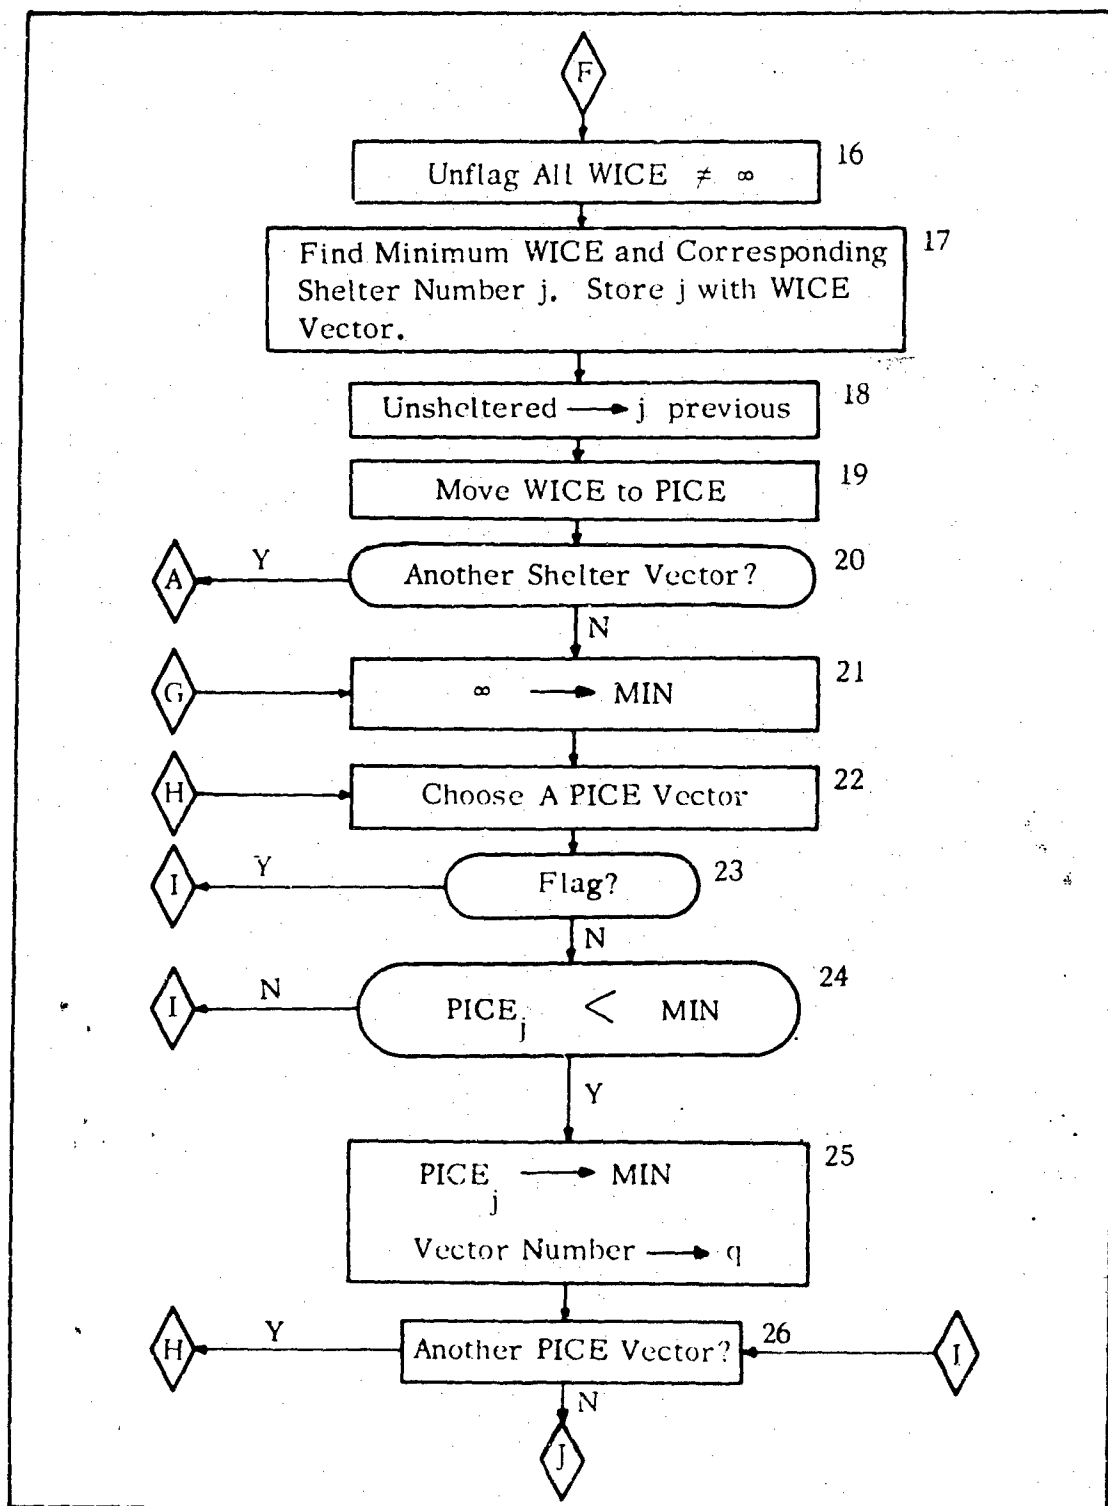 F
Unflag All WICE ≠ ∞
16
Find Minimum WICE and Corresponding
Shelter Number j. Store j with WICE
Vector.
17
Unsheltered → j previous
18
Move WICE to PICE
19
A
Y
Another Shelter Vector?
20
N
G
∞ → MIN
21
H
Choose A PICE Vector
22
I
Y
Flag?
23
N
I
N
PICEj < MIN
24
Y
PICEj → MIN
25
Vector Number → q
H
Y
Another PICE Vector?
26
I
N
J